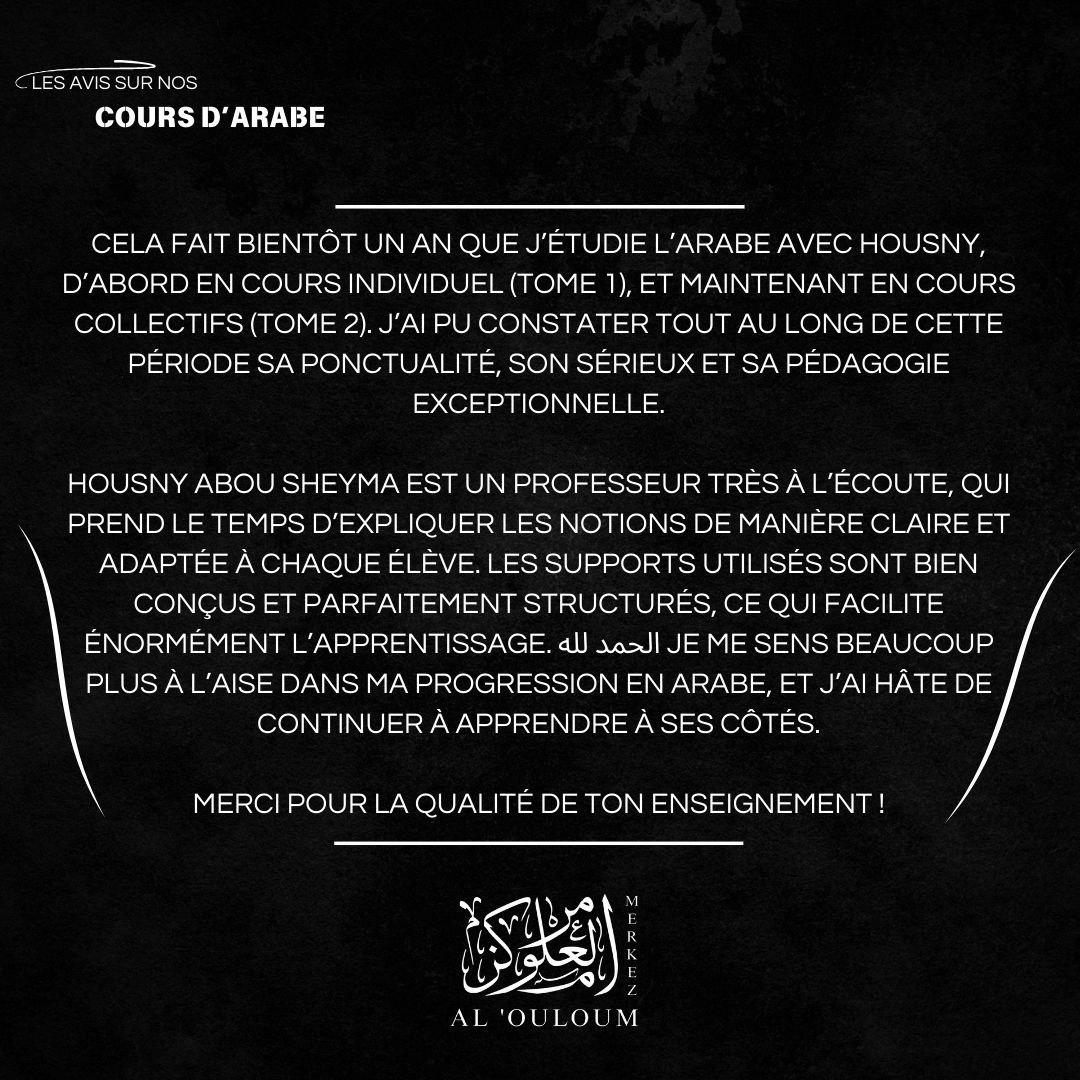 LES AVIS SUR NOS
COURS D’ARABE
CELA FAIT BIENTÔT UN AN QUE J’ÉTUDIE L’ARABE AVEC HOUSNY,
D’ABORD EN COURS INDIVIDUEL (TOME 1), ET MAINTENANT EN COURS
COLLECTIFS (TOME 2). J’AI PU CONSTATER TOUT AU LONG DE CETTE
PÉRIODE SA PONCTUALITÉ, SON SÉRIEUX ET SA PÉDAGOGIE
EXCEPTIONNELLE.
HOUSNY ABOU SHEYMA EST UN PROFESSEUR TRÈS À L’ÉCOUTE, QUI
PREND LE TEMPS D’EXPLIQUER LES NOTIONS DE MANIÈRE CLAIRE ET
ADAPTÉE À CHAQUE ÉLÈVE. LES SUPPORTS UTILISÉS SONT BIEN
CONÇUS ET PARFAITEMENT STRUCTURÉS, CE QUI FACILITE
ÉNORMÉMENT L’APPRENTISSAGE. الحمد لله JE ME SENS BEAUCOUP
PLUS À L’AISE DANS MA PROGRESSION EN ARABE, ET J’AI HÂTE DE
CONTINUER À APPRENDRE À SES CÔTÉS.
MERCI POUR LA QUALITÉ DE TON ENSEIGNEMENT !
مركز العلوم
MERKEZ
AL 'OULOUM